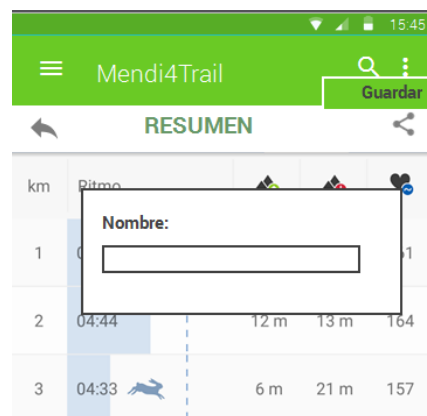 15:45
Mendi4Trail
Guardar
RESUMEN
km Ritmo
Nombre:
1
2 04:44 12 m 13 m 164
3 04:33 6 m 21 m 157